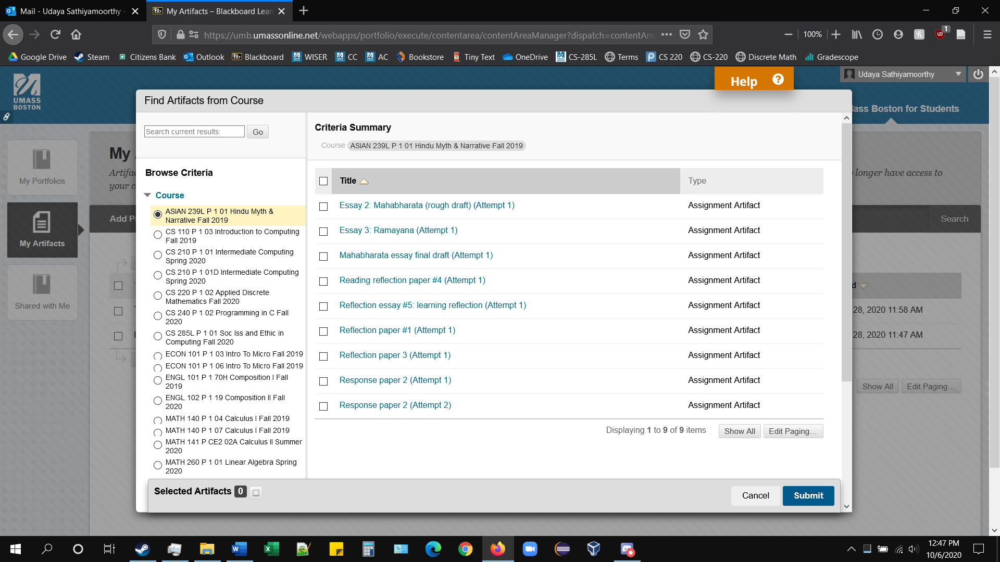 Mail - Udaya Sathiyamoorthy -
My Artifacts – Blackboard Lear
https://umb.umassonline.net/webapps/portfolio/execute/contentarea/contentAreaManager?dispatch=contentAre
100%
1
Google Drive Steam Citizens Bank Outlook Blackboard WISER CC AC Bookstore Tiny Text OneDrive CS-285L Terms CS 220 CS-220 Discrete Math Gradescope
UMASS
BOSTON
Help ?
Udaya Sathiyamoorthy
ass Boston for Students
My Portfolios
My Artifacts
Shared with Me
My
Artifa
your c
longer have access to
Add P
Search
d
28, 2020 11:58 AM
28, 2020 11:47 AM
Show All Edit Paging...
Find Artifacts from Course
Search current results: Go
Browse Criteria
Course
ASIAN 239L P 1 01 Hindu Myth &
Narrative Fall 2019
CS 110 P 1 03 Introduction to Computing
Fall 2019
CS 210 P 1 01 Intermediate Computing
Spring 2020
CS 210 P 1 01D Intermediate Computing
Spring 2020
CS 220 P 1 02 Applied Discrete
Mathematics Fall 2020
CS 240 P 1 02 Programming in C Fall
2020
CS 285L P 1 01 Soc Iss and Ethic in
Computing Fall 2020
ECON 101 P 1 03 Intro To Micro Fall 2019
ECON 101 P 1 06 Intro To Micro Fall 2019
ENGL 101 P 1 70H Composition I Fall
2019
ENGL 102 P 1 19 Composition II Fall
2020
MATH 140 P 1 04 Calculus I Fall 2019
MATH 140 P 1 07 Calculus I Fall 2019
MATH 141 P CE2 02A Calculus II Summer
2020
MATH 260 P 1 01 Linear Algebra Spring
2020
Criteria Summary
Course ASIAN 239L P 1 01 Hindu Myth & Narrative Fall 2019
Title Type
Essay 2: Mahabharata (rough draft) (Attempt 1) Assignment Artifact
Essay 3: Ramayana (Attempt 1) Assignment Artifact
Mahabharata essay final draft (Attempt 1) Assignment Artifact
Reading reflection paper #4 (Attempt 1) Assignment Artifact
Reflection essay #5: learning reflection (Attempt 1) Assignment Artifact
Reflection paper #1 (Attempt 1) Assignment Artifact
Reflection paper 3 (Attempt 1) Assignment Artifact
Response paper 2 (Attempt 1) Assignment Artifact
Response paper 2 (Attempt 2) Assignment Artifact
Displaying 1 to 9 of 9 items Show All Edit Paging...
Selected Artifacts 0
Cancel Submit
12:47 PM
10/6/2020